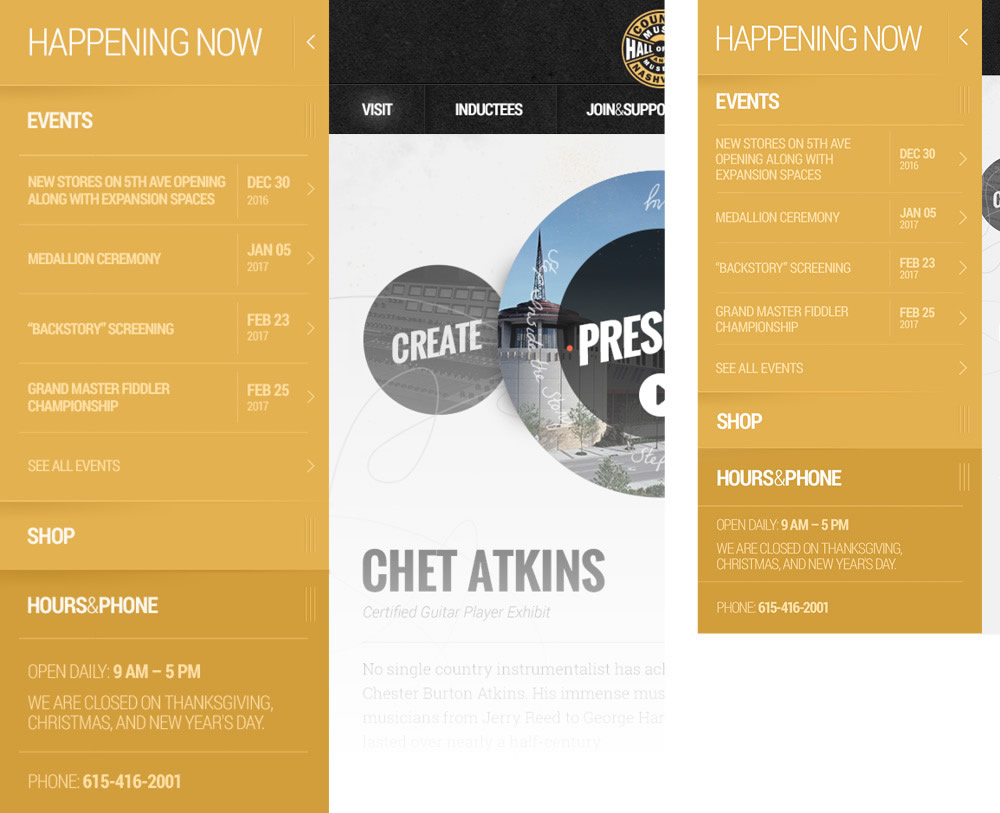 HAPPENING NOW
EVENTS
NEW STORES ON 5TH AVE OPENING
ALONG WITH EXPANSION SPACES
DEC 30
2016
MEDALLION CEREMONY
JAN 05
2017
“BACKSTORY” SCREENING
FEB 23
2017
GRAND MASTER FIDDLER
CHAMPIONSHIP
FEB 25
2017
SEE ALL EVENTS
SHOP
HOURS&PHONE
OPEN DAILY: 9 AM – 5 PM
WE ARE CLOSED ON THANKSGIVING,
CHRISTMAS, AND NEW YEAR'S DAY.
PHONE: 615-416-2001
COUN
MUS
HALL OF
MUSE
NASHV
VISIT
INDUCTEES
JOIN&SUPPO
CREATE
PRES
the Story
Step
CHET ATKINS
Certified Guitar Player Exhibit
No single country instrumentalist has ach
Chester Burton Atkins. His immense mus
musicians from Jerry Reed to George Har
lasted over nearly a half-century.
HAPPENING NOW
EVENTS
NEW STORES ON 5TH AVE
OPENING ALONG WITH
EXPANSION SPACES
DEC 30
2016
MEDALLION CEREMONY
JAN 05
2017
“BACKSTORY” SCREENING
FEB 23
2017
GRAND MASTER FIDDLER
CHAMPIONSHIP
FEB 25
2017
SEE ALL EVENTS
SHOP
HOURS&PHONE
OPEN DAILY: 9 AM – 5 PM
WE ARE CLOSED ON THANKSGIVING,
CHRISTMAS, AND NEW YEAR'S DAY.
PHONE: 615-416-2001